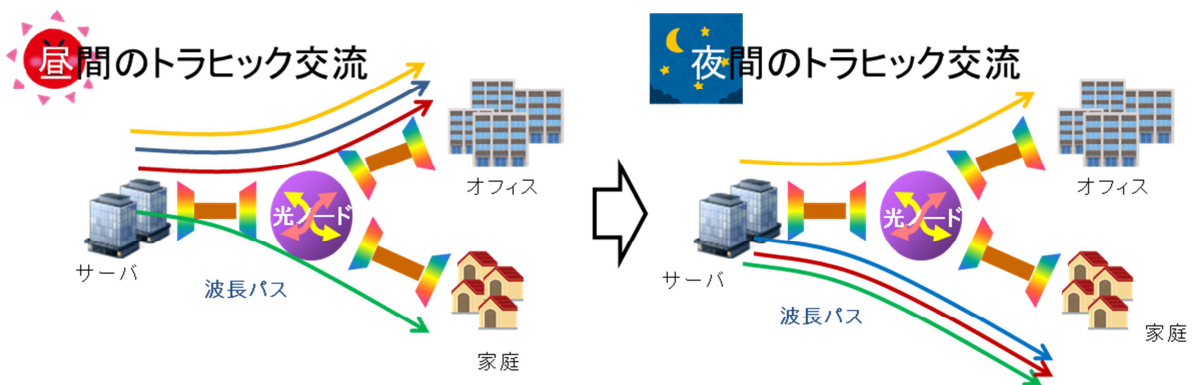 昼間のトラヒック交流
オフィス
光ノード
サーバ
波長パス
家庭
夜間のトラヒック交流
オフィス
光ノード
サーバ
波長パス
家庭